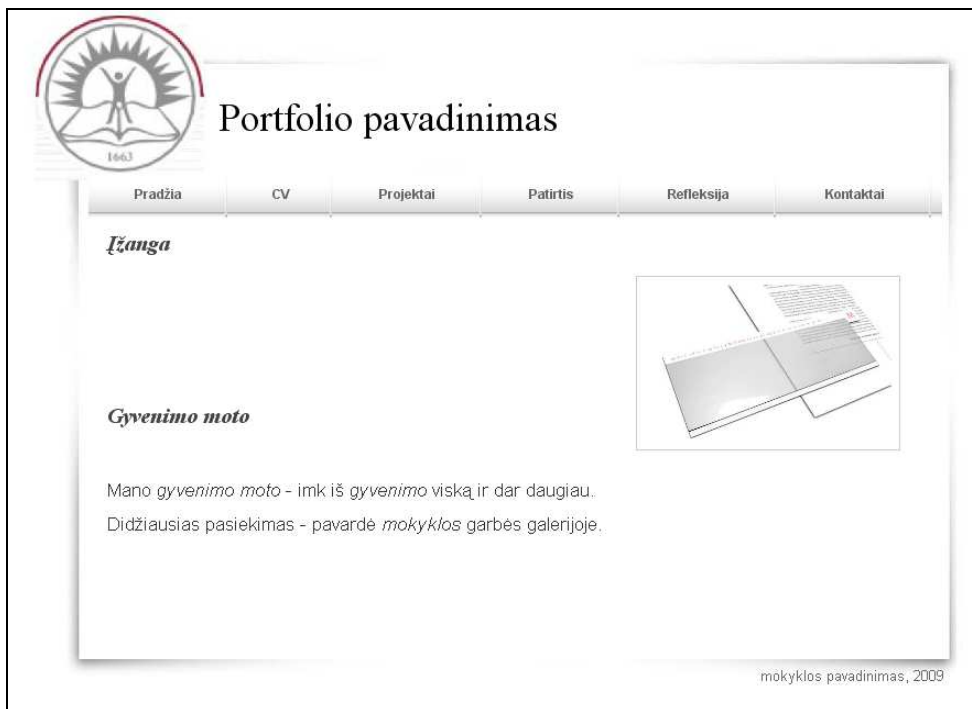 1663
Portfolio pavadinimas
Pradžia CV Projektai Patirtis Refleksija Kontaktai
Įžanga
Gyvenimo moto
Mano gyvenimo moto - imk iš gyvenimo viską ir dar daugiau.
Didžiausias pasiekimas - pavardė mokyklos garbės galerijoje.
mokyklos pavadinimas, 2009